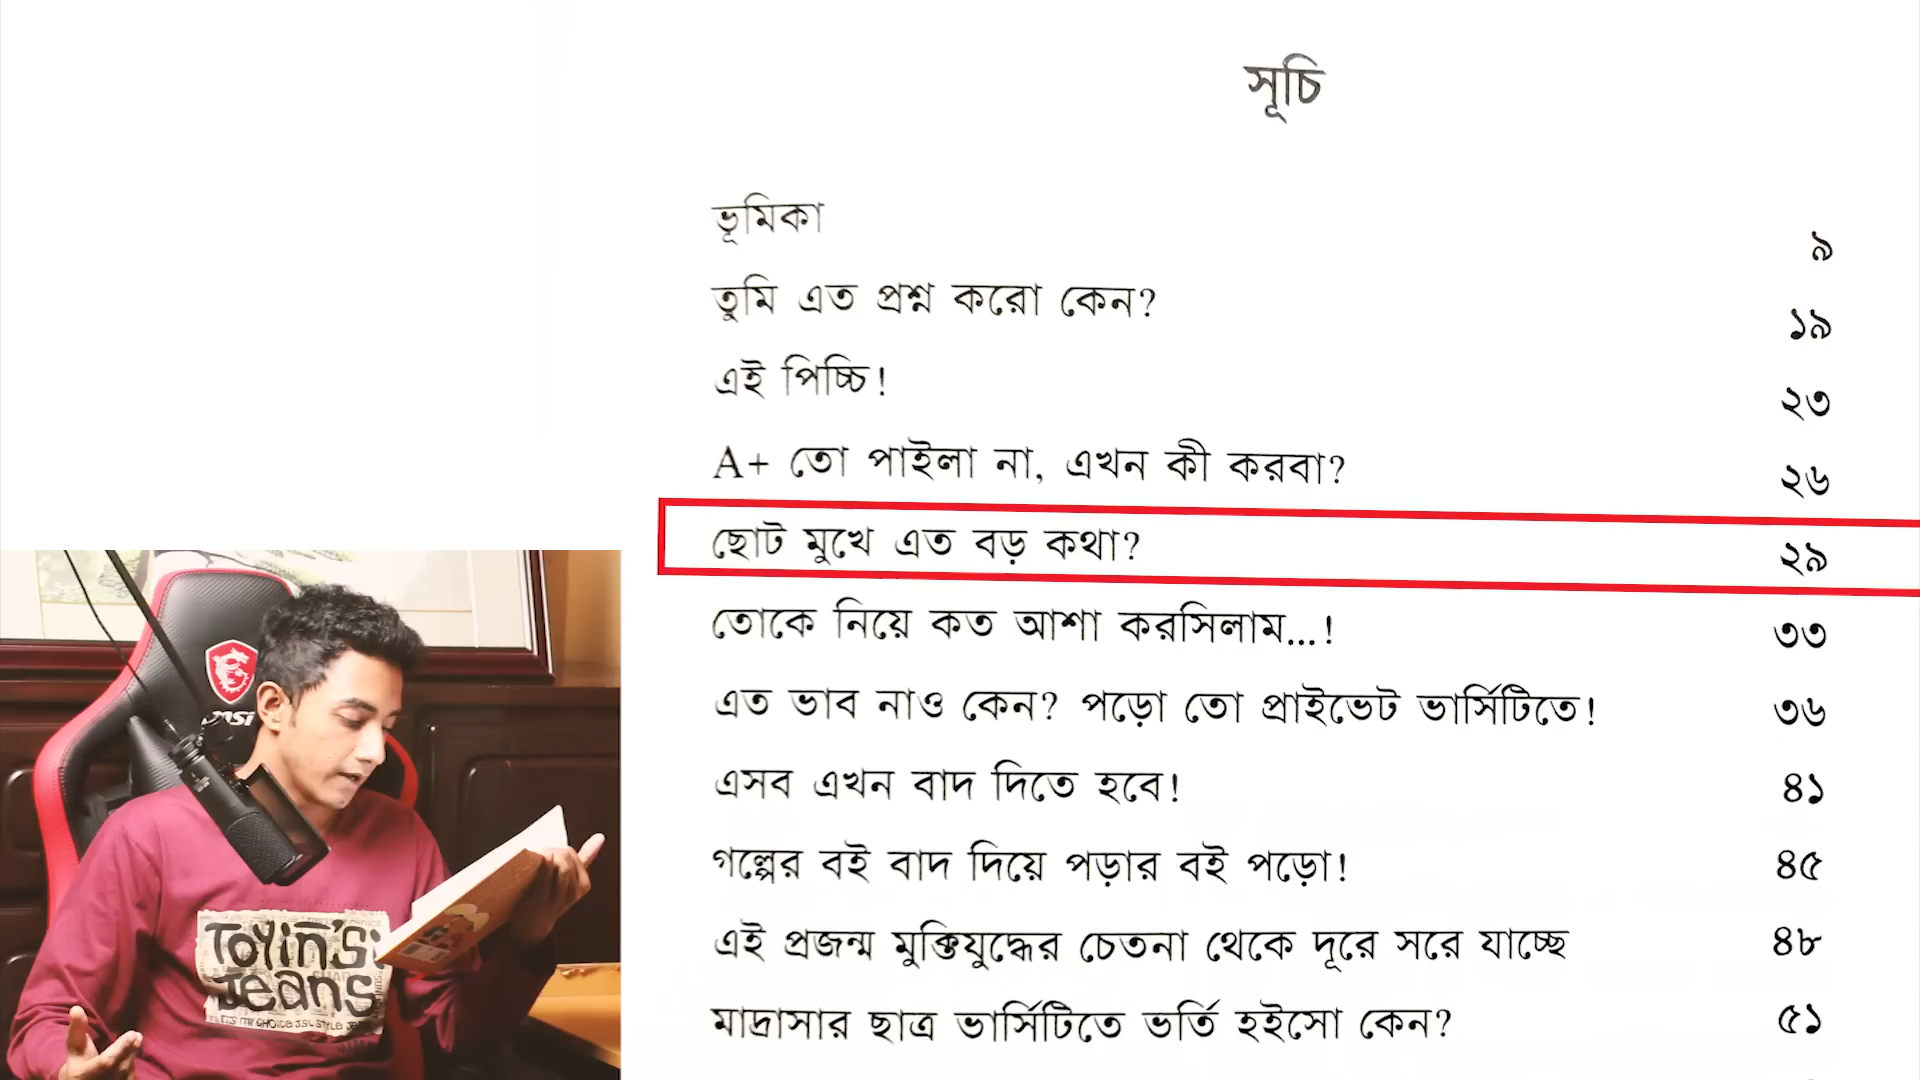 সূচি
ভূমিকা ৯
তুমি এত প্রশ্ন করো কেন? ১৯
এই পিচ্চি! ২৩
A+ তো পাইলা না, এখন কী করবা? ২৬
ছোট মুখে এত বড় কথা? ২৯
তোকে নিয়ে কত আশা করসিলাম...! ৩৩
এত ভাব নাও কেন? পড়ো তো প্রাইভেট ভার্সিটিতে! ৩৬
এসব এখন বাদ দিতে হবে! ৪১
গল্পের বই বাদ দিয়ে পড়ার বই পড়ো! ৪৫
এই প্রজন্ম মুক্তিযুদ্ধের চেতনা থেকে দূরে সরে যাচ্ছে ৪৮
মাদ্রাসার ছাত্র ভার্সিটিতে ভর্তি হইসো কেন? ৫১
msi
Toyin's
Jeans